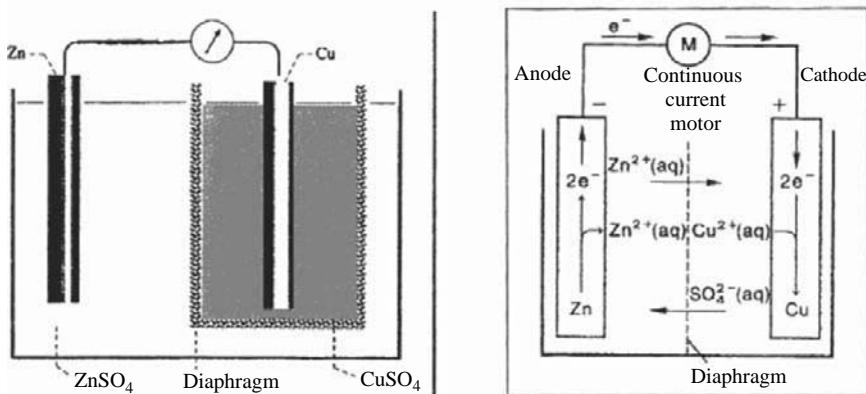 Zn
Cu
ZnSO₄
Diaphragm
CuSO₄
e⁻
M
Anode
Continuous
current
motor
Cathode
−
+
2e⁻
Zn²⁺(aq)
2e⁻
Zn²⁺(aq)
Cu²⁺(aq)
SO₄²⁻(aq)
Zn
Cu
Diaphragm